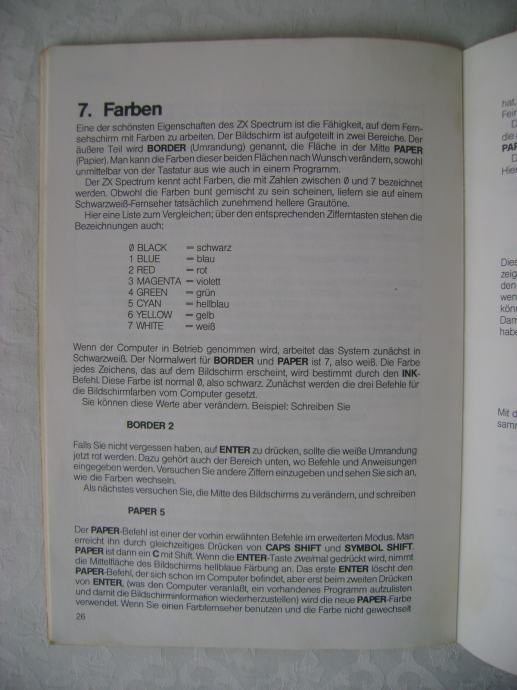 7. Farben
Eine der schönsten Eigenschaften des ZX Spectrum ist die Fähigkeit, auf dem Fern-
sehschirm mit Farben zu arbeiten. Der Bildschirm ist aufgeteilt in zwei Bereiche. Der
äußere Teil wird BORDER (Umrandung) genannt, die Fläche in der Mitte PAPER
(Papier). Man kann die Farben dieser beiden Flächen nach Wunsch verändern, sowohl
unmittelbar von der Tastatur aus wie auch in einem Programm.
Der ZX Spectrum kennt acht Farben, die mit Zahlen zwischen 0 und 7 bezeichnet
werden. Obwohl die Farben bunt gemischt zu sein scheinen, liefern sie auf einem
Schwarzweiß-Fernseher tatsächlich zunehmend hellere Grautöne.
Hier eine Liste zum Vergleichen; über den entsprechenden Zifferntasten stehen die
Bezeichnungen auch:
0 BLACK = schwarz
1 BLUE = blau
2 RED = rot
3 MAGENTA = violett
4 GREEN = grün
5 CYAN = hellblau
6 YELLOW = gelb
7 WHITE = weiß
Wenn der Computer in Betrieb genommen wird, arbeitet das System zunächst in
Schwarzweiß. Der Normalwert für BORDER und PAPER ist 7, also weiß. Die Farbe
jedes Zeichens, das auf dem Bildschirm erscheint, wird bestimmt durch den INK-
Befehl. Diese Farbe ist normal 0, also schwarz. Zunächst werden die drei Befehle für
die Bildschirmfarben vom Computer gesetzt.
Sie können diese Werte aber verändern. Beispiel: Schreiben Sie
BORDER 2
Falls Sie nicht vergessen haben, auf ENTER zu drücken, sollte die weiße Umrandung
jetzt rot werden. Dazu gehört auch der Bereich unten, wo Befehle und Anweisungen
eingegeben werden. Versuchen Sie andere Ziffern einzugeben und sehen Sie sich an,
wie die Farben wechseln.
Als nächstes versuchen Sie, die Mitte des Bildschirms zu verändern, und schreiben
PAPER 5
Der PAPER-Befehl ist einer der vorhin erwähnten Befehle im erweiterten Modus. Man
erreicht ihn durch gleichzeitiges Drücken von CAPS SHIFT und SYMBOL SHIFT.
PAPER ist dann ein C mit Shift. Wenn die ENTER-Taste zweimal gedrückt wird, nimmt
die Mittelfläche des Bildschirms hellblaue Färbung an. Das erste ENTER löscht den
PAPER-Befehl, der sich schon im Computer befindet, aber erst beim zweiten Drücken
von ENTER, (was den Computer veranlaßt, ein vorhandenes Programm aufzulisten
und damit die Bildschirminformation wiederherzustellen) wird die neue PAPER-Farbe
verwendet. Wenn Sie einen Farbfernseher benutzen und die Farbe nicht gewechselt
26
hat,
Fein
D
die
PA
D
Hier
Dies
zeig
den
wen
könn
Dam
habe
Mit d
samm